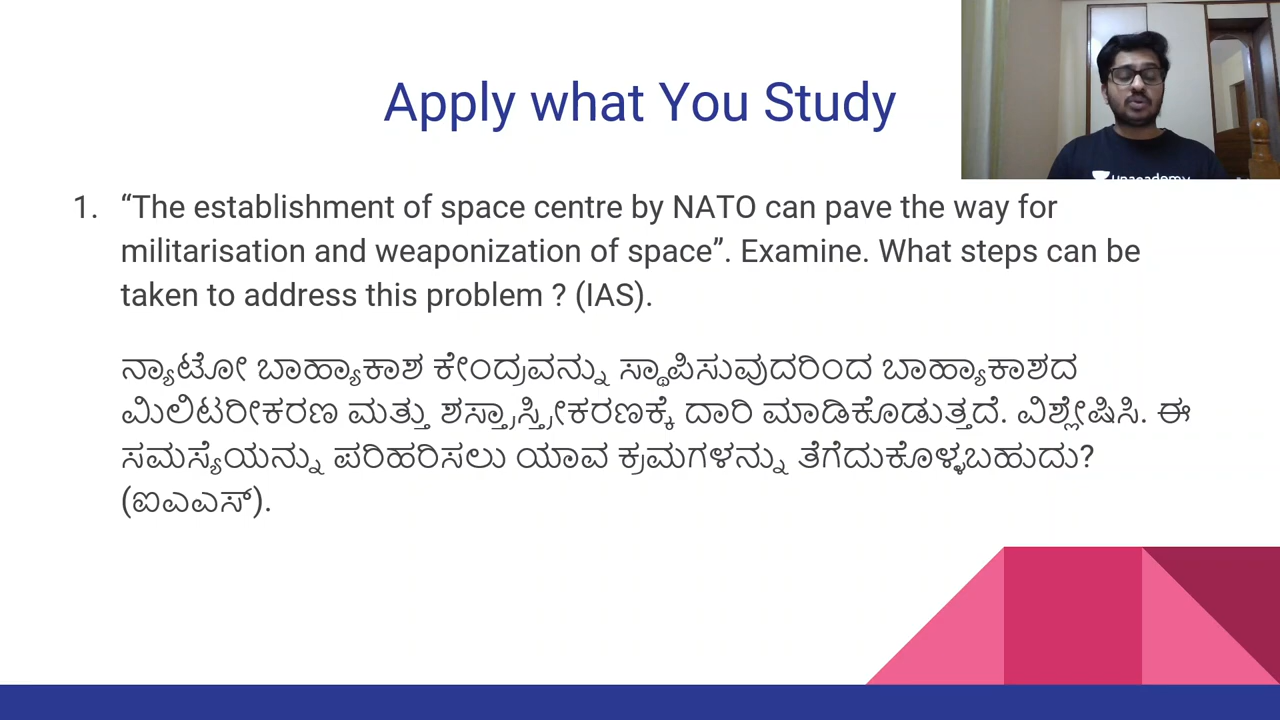 Apply what You Study
1. “The establishment of space centre by NATO can pave the way for
militarisation and weaponization of space”. Examine. What steps can be
taken to address this problem ? (IAS).
ನ್ಯಾಟೋ ಬಾಹ್ಯಾಕಾಶ ಕೇಂದ್ರವನ್ನು ಸ್ಥಾಪಿಸುವುದರಿಂದ ಬಾಹ್ಯಾಕಾಶದ
ಮಿಲಿಟರೀಕರಣ ಮತ್ತು ಶಸ್ತ್ರಾಸ್ತ್ರೀಕರಣಕ್ಕೆ ದಾರಿ ಮಾಡಿಕೊಡುತ್ತದೆ. ವಿಶ್ಲೇಷಿಸಿ. ಈ
ಸಮಸ್ಯೆಯನ್ನು ಪರಿಹರಿಸಲು ಯಾವ ಕ್ರಮಗಳನ್ನು ತೆಗೆದುಕೊಳ್ಳಬಹುದು?
(ಐಎಎಸ್).
unacademy